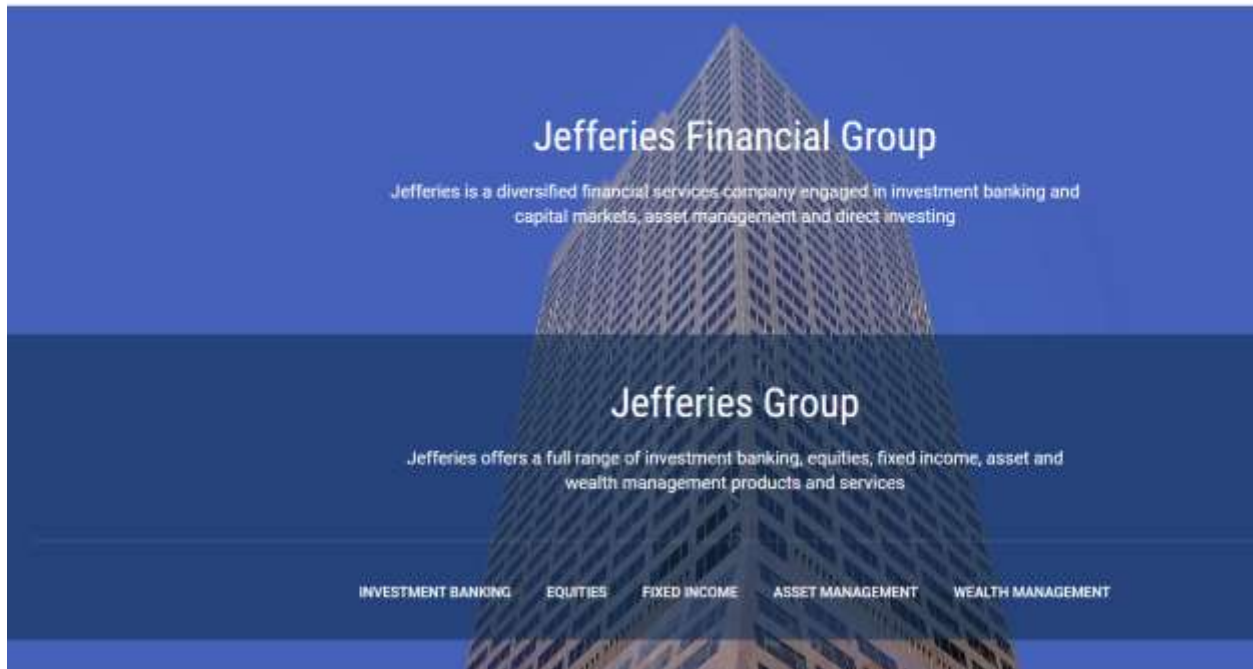 Jefferies Financial Group
Jefferies is a diversified financial services company engaged in investment banking and
capital markets, asset management and direct investing
Jefferies Group
Jefferies offers a full range of investment banking, equities, fixed income, asset and
wealth management products and services
INVESTMENT BANKING EQUITIES FIXED INCOME ASSET MANAGEMENT WEALTH MANAGEMENT